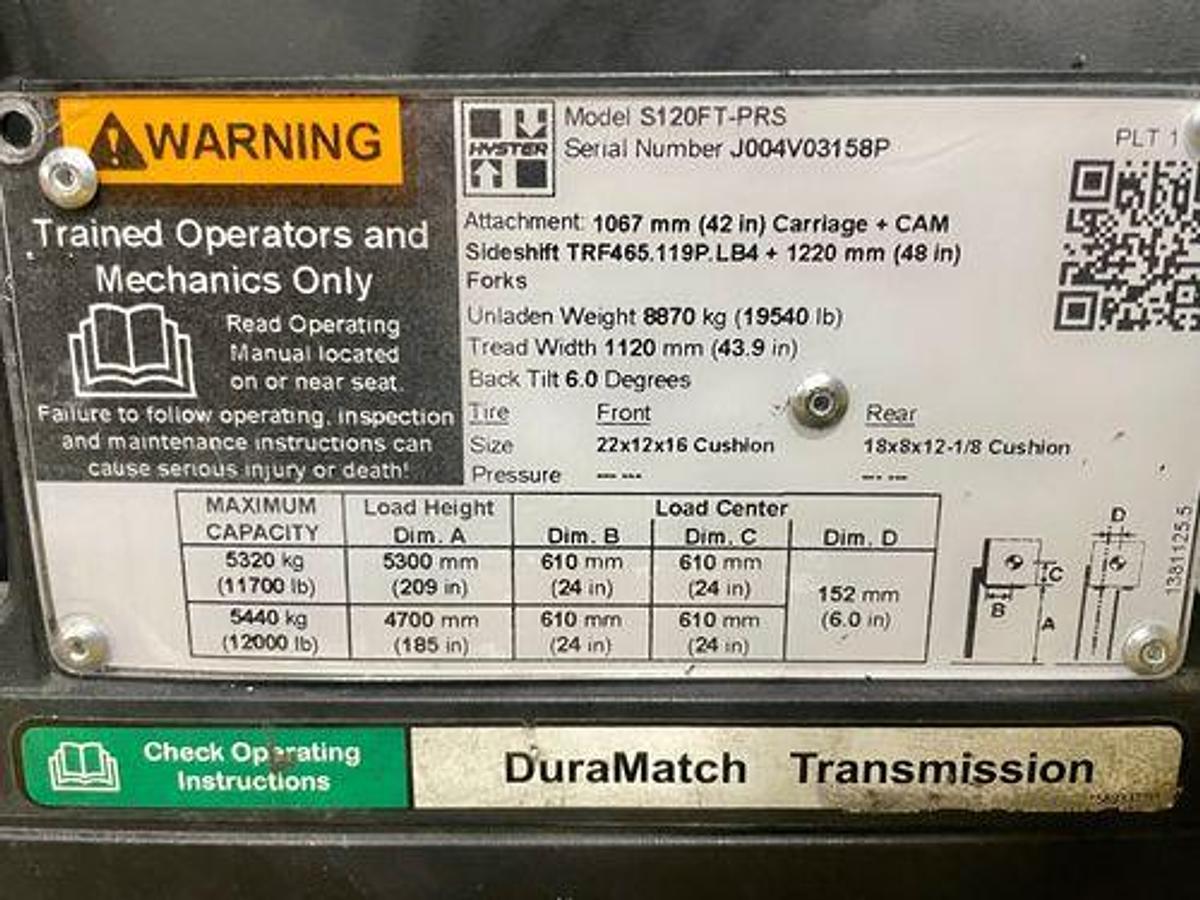 WARNING
Trained Operators and
Mechanics Only
Read Operating
Manual located
on or near seat.
Failure to follow operating, inspection
and maintenance instructions can
cause serious injury or death!
HYSTER
Model S120FT-PRS
Serial Number J004V03158P
PLT 1
Attachment: 1067 mm (42 in) Carriage + CAM
Sideshift TRF465.119P.LB4 + 1220 mm (48 in)
Forks
Unladen Weight 8870 kg (19540 lb)
Tread Width 1120 mm (43.9 in)
Back Tilt 6.0 Degrees
Tire Front Rear
Size 22x12x16 Cushion 18x8x12-1/8 Cushion
Pressure --- --- --- ---
MAXIMUM CAPACITY Load Height Dim. A Load Center
Dim. B Dim. C Dim. D
5320 kg 5300 mm 610 mm 610 mm
(11700 lb) (209 in) (24 in) (24 in)
152 mm
(6.0 in)
5440 kg 4700 mm 610 mm 610 mm
(12000 lb) (185 in) (24 in) (24 in)
D
C
B
A
1381125.5
Check Operating
Instructions
DuraMatch Transmission